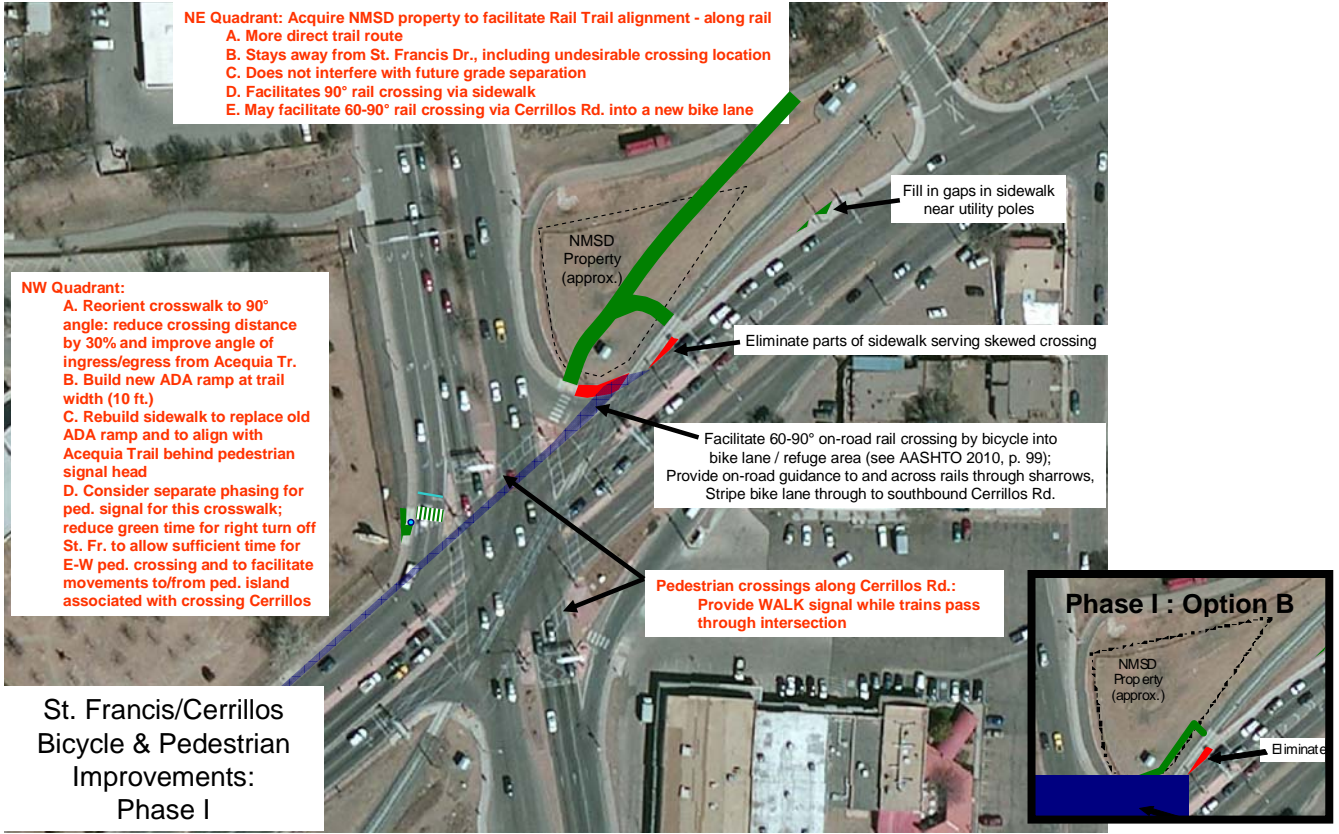 NE Quadrant: Acquire NMSD property to facilitate Rail Trail alignment - along rail
A. More direct trail route
B. Stays away from St. Francis Dr., including undesirable crossing location
C. Does not interfere with future grade separation
D. Facilitates 90° rail crossing via sidewalk
E. May facilitate 60-90° rail crossing via Cerrillos Rd. into a new bike lane
Fill in gaps in sidewalk
near utility poles
NMSD
Property
(approx.)
NW Quadrant:
A. Reorient crosswalk to 90°
angle: reduce crossing distance
by 30% and improve angle of
ingress/egress from Acequia Tr.
B. Build new ADA ramp at trail
width (10 ft.)
C. Rebuild sidewalk to replace old
ADA ramp and to align with
Acequia Trail behind pedestrian
signal head
D. Consider separate phasing for
ped. signal for this crosswalk;
reduce green time for right turn off
St. Fr. to allow sufficient time for
E-W ped. crossing and to facilitate
movements to/from ped. island
associated with crossing Cerrillos
Eliminate parts of sidewalk serving skewed crossing
Facilitate 60-90° on-road rail crossing by bicycle into
bike lane / refuge area (see AASHTO 2010, p. 99);
Provide on-road guidance to and across rails through sharrows,
Stripe bike lane through to southbound Cerrillos Rd.
Pedestrian crossings along Cerrillos Rd.:
Provide WALK signal while trains pass
through intersection
St. Francis/Cerrillos
Bicycle & Pedestrian
Improvements:
Phase I
Phase I : Option B
NMSD
Property
(approx.)
Eliminate